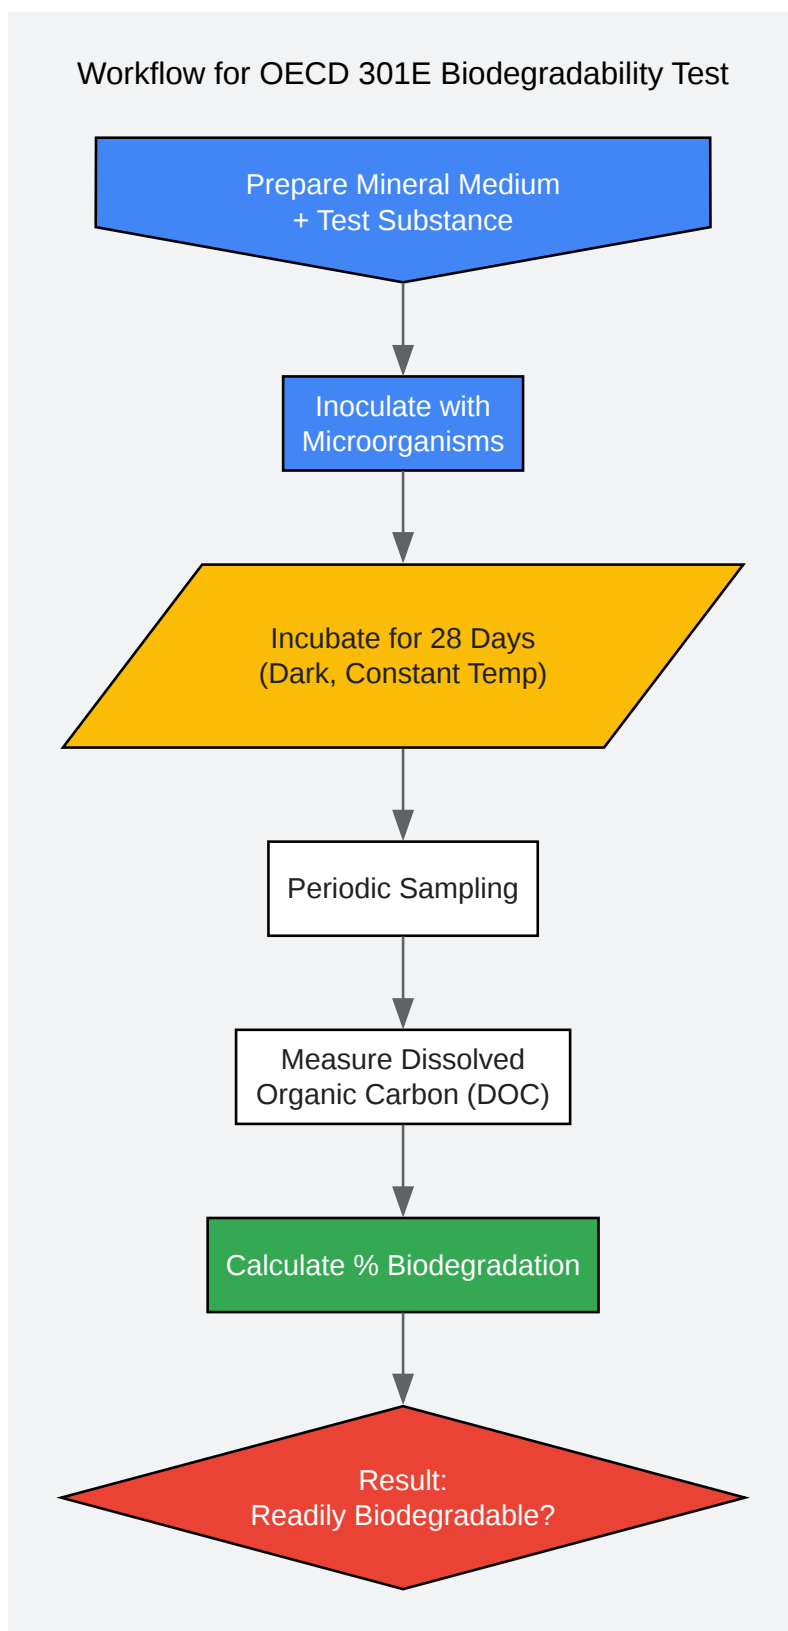 Workflow for OECD 301E Biodegradability Test
Prepare Mineral Medium
+ Test Substance
Inoculate with
Microorganisms
Incubate for 28 Days
(Dark, Constant Temp)
Periodic Sampling
Measure Dissolved
Organic Carbon (DOC)
Calculate % Biodegradation
Result:
Readily Biodegradable?